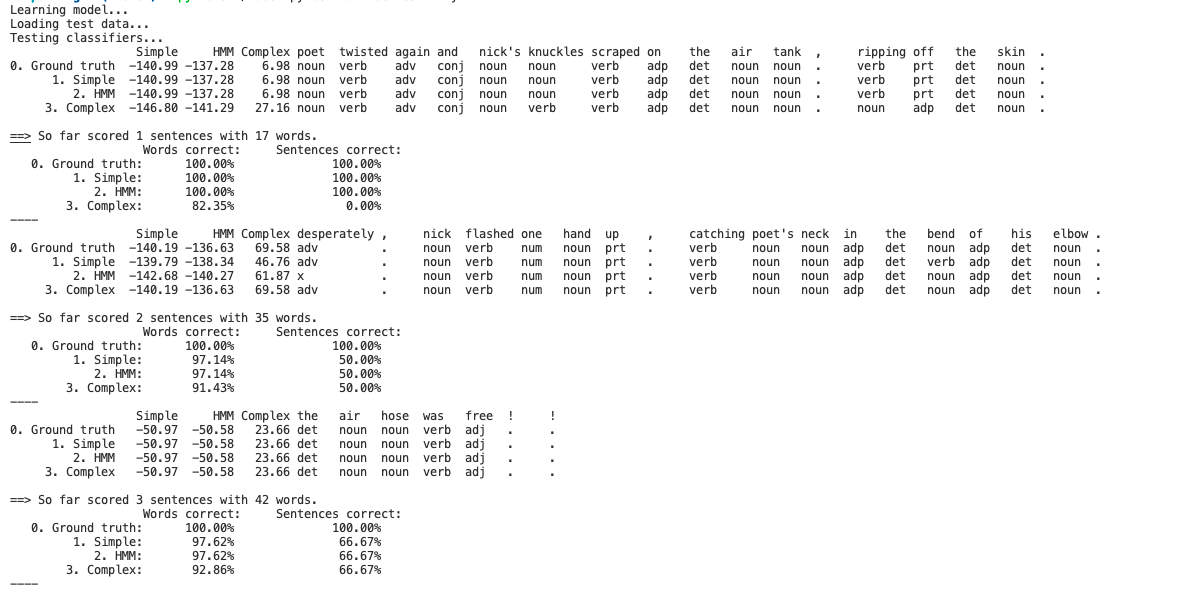 Learning model...
Loading test data...
Testing classifiers...
Simple HMM Complex poet twisted again and nick's knuckles scraped on the air tank , ripping off the skin .
0. Ground truth -140.99 -137.28 6.98 noun verb adv conj noun noun verb adp det noun noun . verb prt det noun .
1. Simple -140.99 -137.28 6.98 noun verb adv conj noun noun verb adp det noun noun . verb prt det noun .
2. HMM -140.99 -137.28 6.98 noun verb adv conj noun noun verb adp det noun noun . verb prt det noun .
3. Complex -146.80 -141.29 27.16 noun verb adv conj noun verb verb adp det noun noun . noun adp det noun .
==> So far scored 1 sentences with 17 words.
Words correct: Sentences correct:
0. Ground truth: 100.00% 100.00%
1. Simple: 100.00% 100.00%
2. HMM: 100.00% 100.00%
3. Complex: 82.35% 0.00%
----
Simple HMM Complex desperately , nick flashed one hand up , catching poet's neck in the bend of his elbow .
0. Ground truth -140.19 -136.63 69.58 adv . noun verb num noun prt . verb noun noun adp det noun adp det noun .
1. Simple -139.79 -138.34 46.76 adv . noun verb num noun prt . verb noun noun adp det verb adp det noun .
2. HMM -142.68 -140.27 61.87 x . noun verb num noun prt . verb noun noun adp det noun adp det noun .
3. Complex -140.19 -136.63 69.58 adv . noun verb num noun prt . verb noun noun adp det noun adp det noun .
==> So far scored 2 sentences with 35 words.
Words correct: Sentences correct:
0. Ground truth: 100.00% 100.00%
1. Simple: 97.14% 50.00%
2. HMM: 97.14% 50.00%
3. Complex: 91.43% 50.00%
----
Simple HMM Complex the air hose was free ! !
0. Ground truth -50.97 -50.58 23.66 det noun noun verb adj . .
1. Simple -50.97 -50.58 23.66 det noun noun verb adj . .
2. HMM -50.97 -50.58 23.66 det noun noun verb adj . .
3. Complex -50.97 -50.58 23.66 det noun noun verb adj . .
==> So far scored 3 sentences with 42 words.
Words correct: Sentences correct:
0. Ground truth: 100.00% 100.00%
1. Simple: 97.62% 66.67%
2. HMM: 97.62% 66.67%
3. Complex: 92.86% 66.67%
----